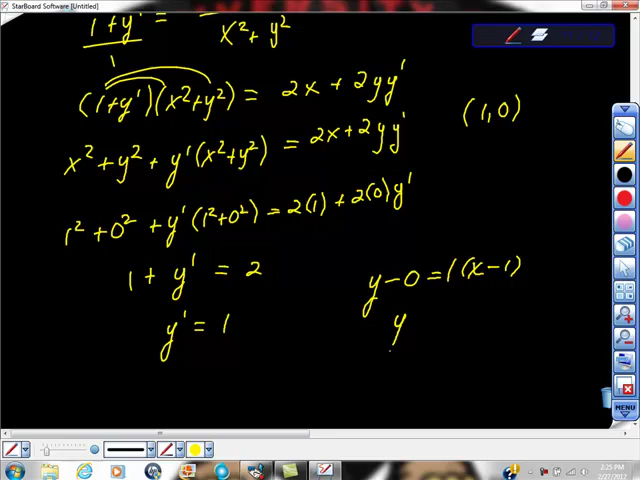 StarBoard Software [Untitled]
1+y' =
x² + y²
1
(1+y')(x²+y²) = 2x + 2yy'
(1,0)
x² + y² + y'(x²+y²) = 2x + 2yy'
1² + 0² + y'(1²+0²) = 2(1) + 2(0)y'
1 + y' = 2
y-0 = 1(x-1)
y' = 1
y
MENU
2:25 PM
2/27/2012